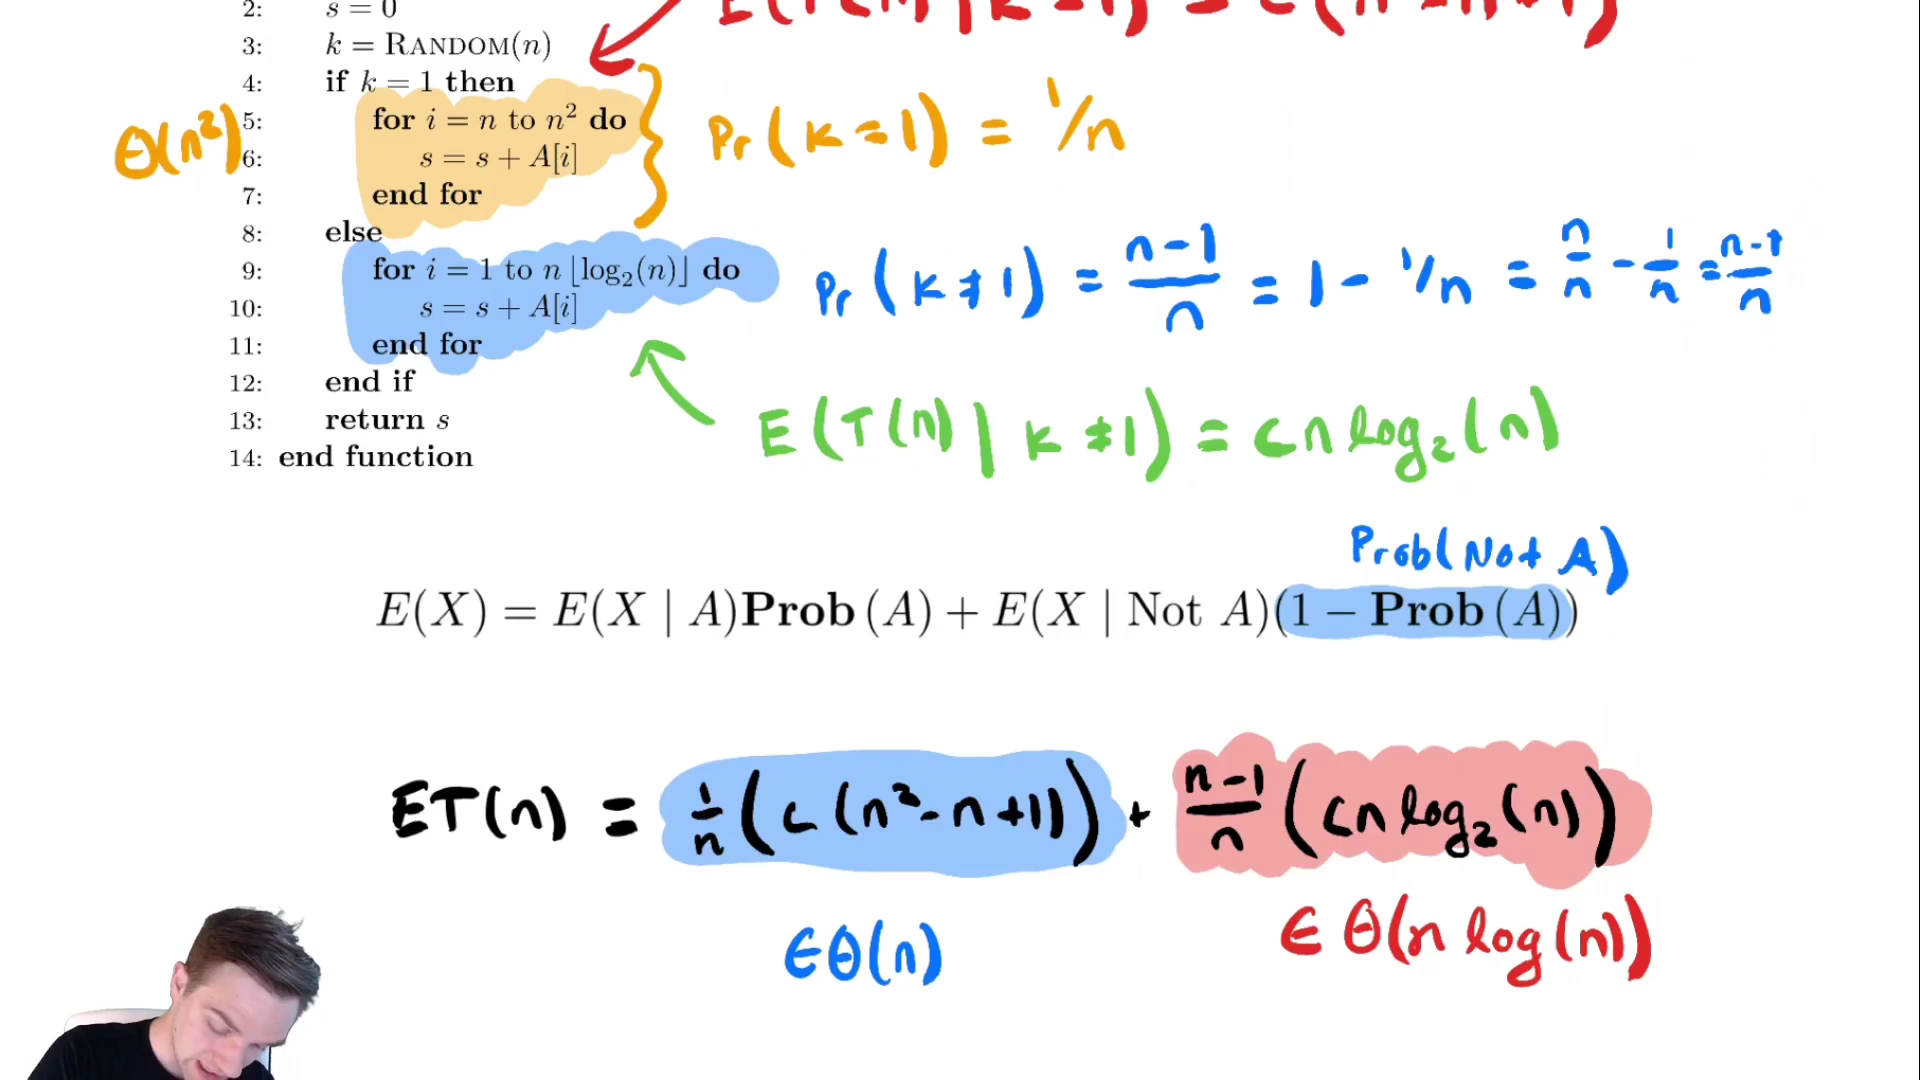 2: s = 0
E(T(n) | k = 1) = c(n² - n + 1)
3: k = RANDOM(n)
4: if k = 1 then
Θ(n²)
5: for i = n to n² do
Pr(k = 1) = 1/n
6: s = s + A[i]
7: end for
8: else
9: for i = 1 to n ⌊log₂(n)⌋ do
Pr(k ≠ 1) = n-1/n = 1 - 1/n = n/n - 1/n = n-1/n
10: s = s + A[i]
11: end for
12: end if
13: return s
E(T(n) | k ≠ 1) = cn log₂(n)
14: end function
Prob(Not A)
E(X) = E(X | A)Prob (A) + E(X | Not A)(1 − Prob (A))
ET(n) = 1/n (c(n² - n + 1)) + n-1/n (cn log₂(n))
∈ Θ(n)
∈ Θ(n log(n))